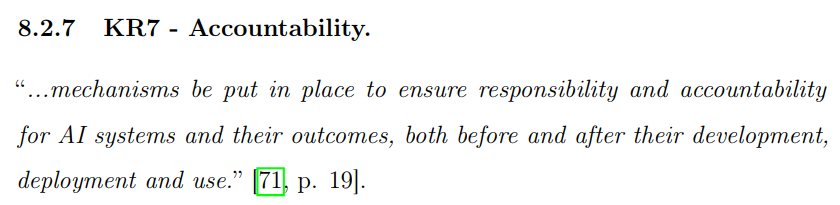 8.2.7 KR7 - Accountability.
“...mechanisms be put in place to ensure responsibility and accountability
for AI systems and their outcomes, both before and after their development,
deployment and use.” [71, p. 19].